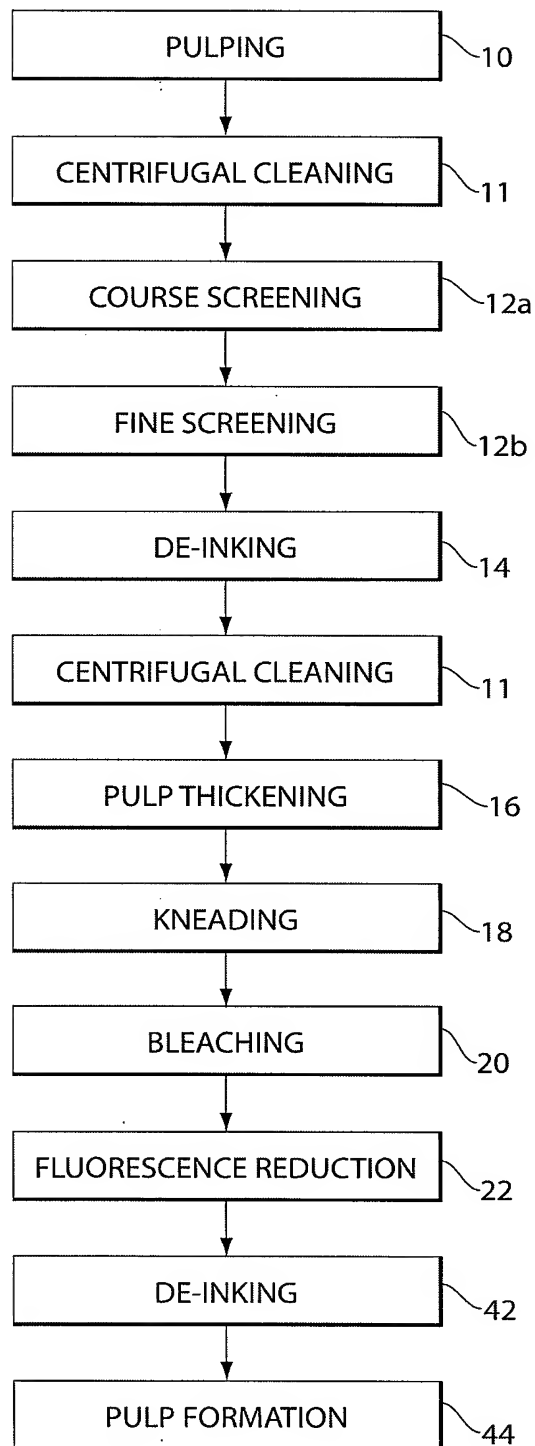 PULPING 10
CENTRIFUGAL CLEANING 11
COURSE SCREENING 12a
FINE SCREENING 12b
DE-INKING 14
CENTRIFUGAL CLEANING 11
PULP THICKENING 16
KNEADING 18
BLEACHING 20
FLUORESCENCE REDUCTION 22
DE-INKING 42
PULP FORMATION 44